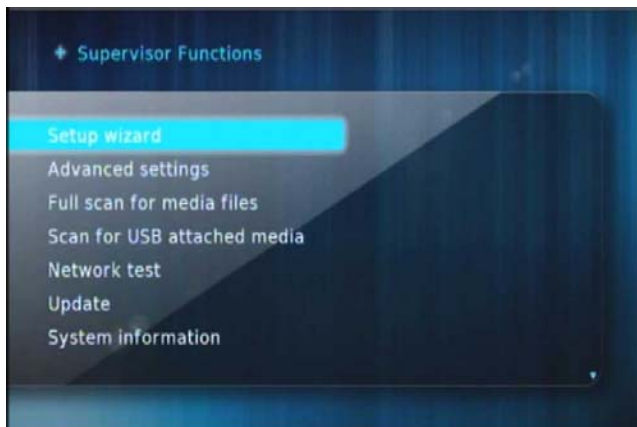 Supervisor Functions
Setup wizard
Advanced settings
Full scan for media files
Scan for USB attached media
Network test
Update
System information